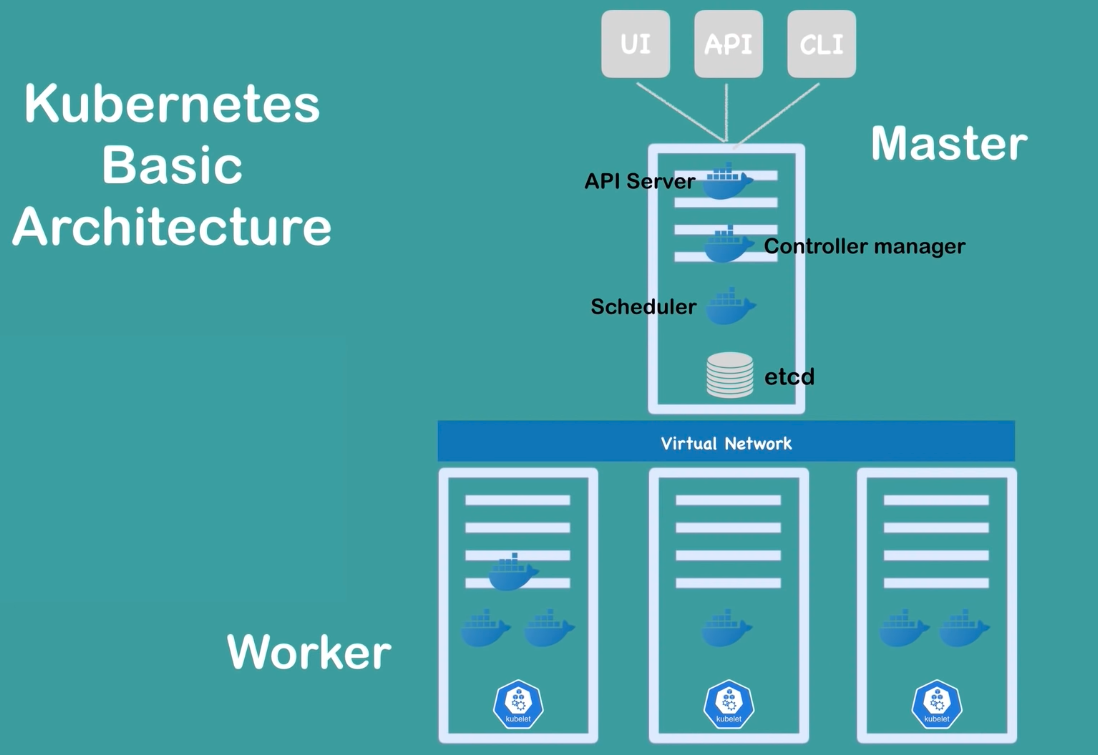 Kubernetes
Basic
Architecture
UI
API
CLI
Master
API Server
Controller manager
Scheduler
etcd
Virtual Network
Worker
kubelet
kubelet
kubelet